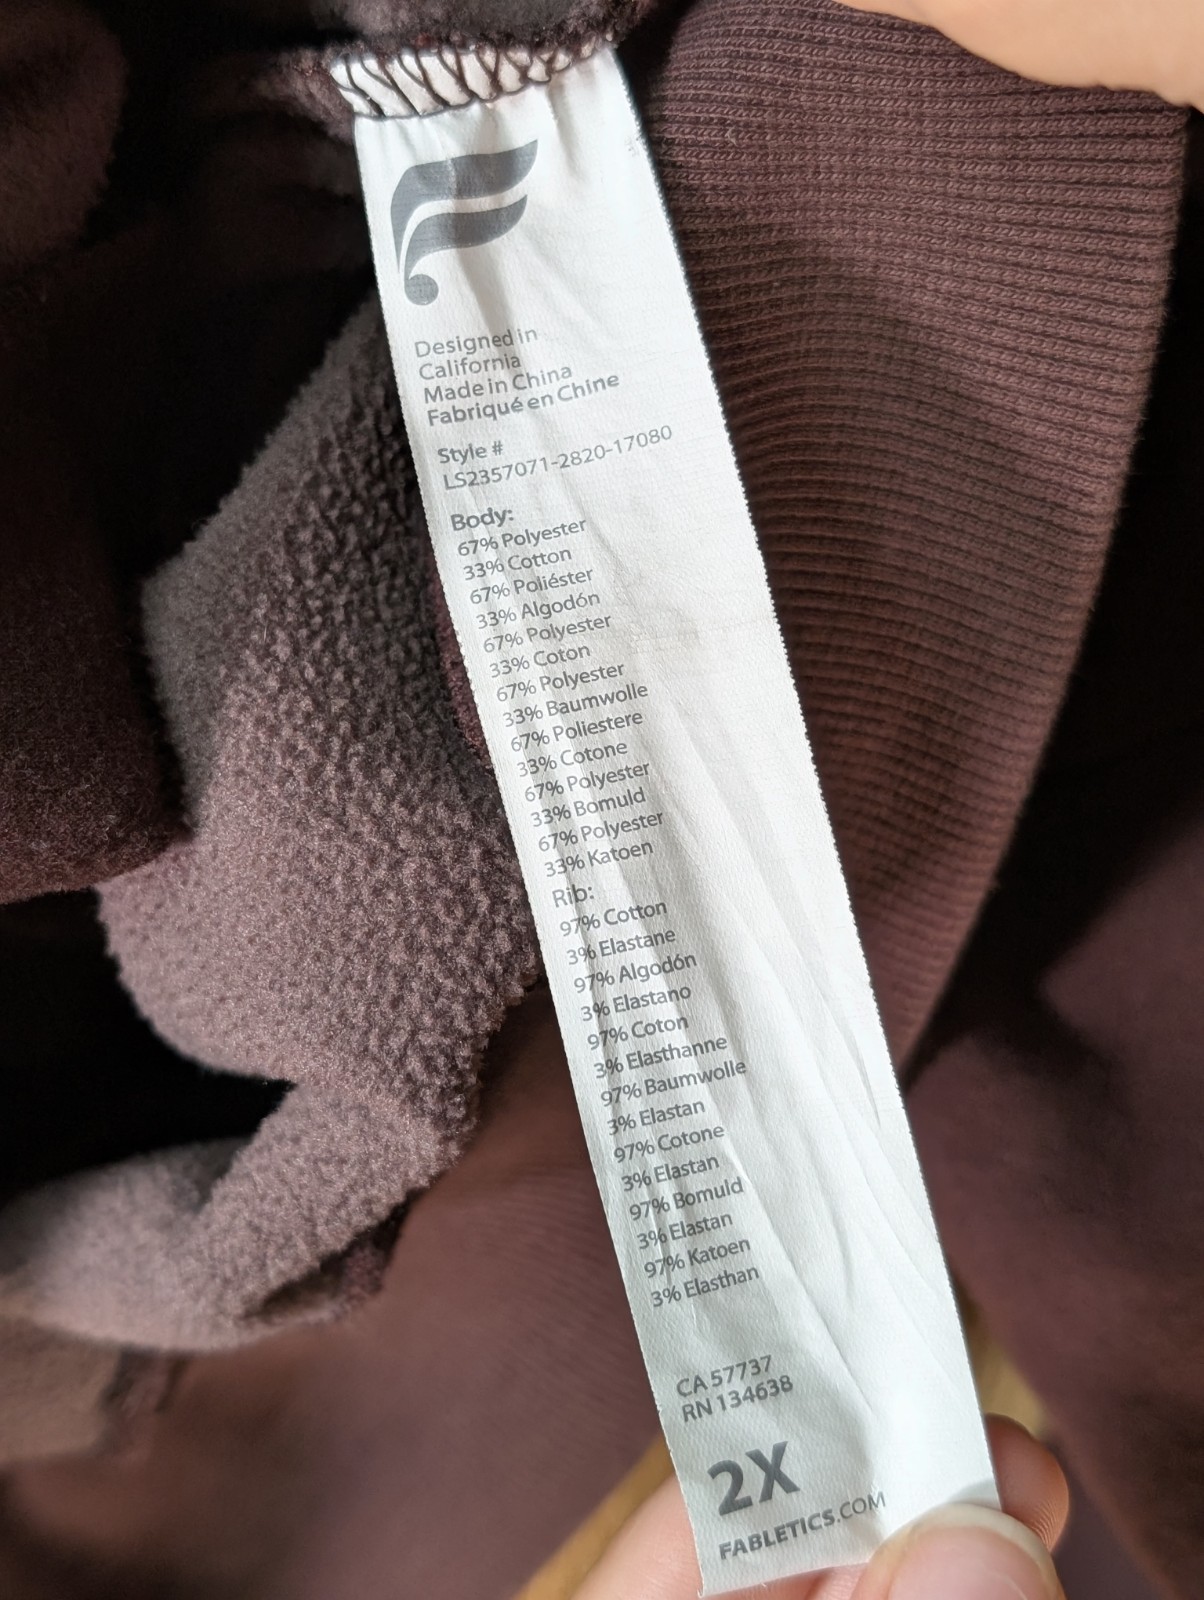 Designed in
California
Made in China
Fabriqué en Chine
Style #
LS2357071-2820-17080
Body:
67% Polyester
33% Cotton
67% Poliéster
33% Algodón
67% Polyester
33% Coton
67% Polyester
33% Baumwolle
67% Poliestere
33% Cotone
67% Polyester
33% Bomuld
67% Polyester
33% Katoen
Rib:
97% Cotton
3% Elastane
97% Algodón
3% Elastano
97% Coton
3% Elasthanne
97% Baumwolle
3% Elastan
97% Cotone
3% Elastan
97% Bomuld
3% Elastan
97% Katoen
3% Elasthan
CA 57737
RN 134638
2X
FABLETICS.COM